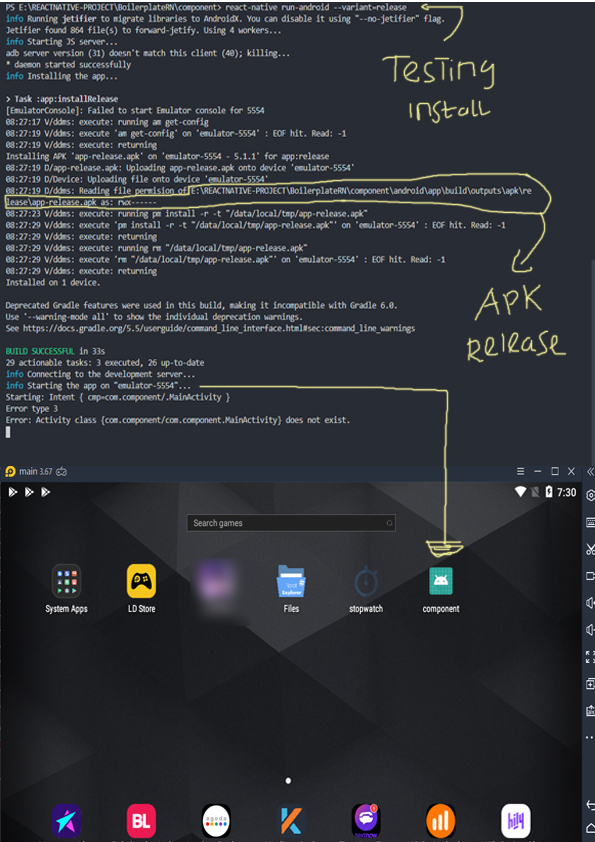 PS E:\REACTNATIVE-PROJECT\BoilerplateRN\component> react-native run-android --variant=release
info Running jetifier to migrate libraries to AndroidX. You can disable it using "--no-jetifier" flag.
Jetifier found 864 file(s) to forward-jetify. Using 4 workers...
info Starting JS server...
adb server version (31) doesn't match this client (40); killing...
* daemon started successfully
info Installing the app...
Testing
install
> Task :app:installRelease
[EmulatorConsole]: Failed to start Emulator console for 5554
08:27:17 V/ddms: execute: running am get-config
08:27:19 V/ddms: execute 'am get-config' on 'emulator-5554' : EOF hit. Read: -1
08:27:19 V/ddms: execute: returning
Installing APK 'app-release.apk' on 'emulator-5554 - 5.1.1' for app:release
08:27:19 D/app-release.apk: Uploading app-release.apk onto device 'emulator-5554'
08:27:19 D/Device: Uploading file onto device 'emulator-5554'
08:27:19 D/ddms: Reading file permision of E:\REACTNATIVE-PROJECT\BoilerplateRN\component\android\app\build\outputs\apk\re
lease\app-release.apk as: rwx------
08:27:23 V/ddms: execute: running pm install -r -t "/data/local/tmp/app-release.apk"
08:27:29 V/ddms: execute 'pm install -r -t "/data/local/tmp/app-release.apk"' on 'emulator-5554' : EOF hit. Read: -1
08:27:29 V/ddms: execute: returning
08:27:29 V/ddms: execute: running rm "/data/local/tmp/app-release.apk"
08:27:29 V/ddms: execute 'rm "/data/local/tmp/app-release.apk"' on 'emulator-5554' : EOF hit. Read: -1
08:27:29 V/ddms: execute: returning
Installed on 1 device.
APK
Release
Deprecated Gradle features were used in this build, making it incompatible with Gradle 6.0.
Use '--warning-mode all' to show the individual deprecation warnings.
See https://docs.gradle.org/5.5/userguide/command_line_interface.html#sec:command_line_warnings
BUILD SUCCESSFUL in 33s
29 actionable tasks: 3 executed, 26 up-to-date
info Connecting to the development server...
info Starting the app on "emulator-5554"...
Starting: Intent { cmp=com.component/.MainActivity }
Error type 3
Error: Activity class {com.component/com.component.MainActivity} does not exist.
main 3.67
7:30
Search games
System Apps
LD Store
Root
Explorer
Files
stopwatch
component
BL
agoda
textnow
hily